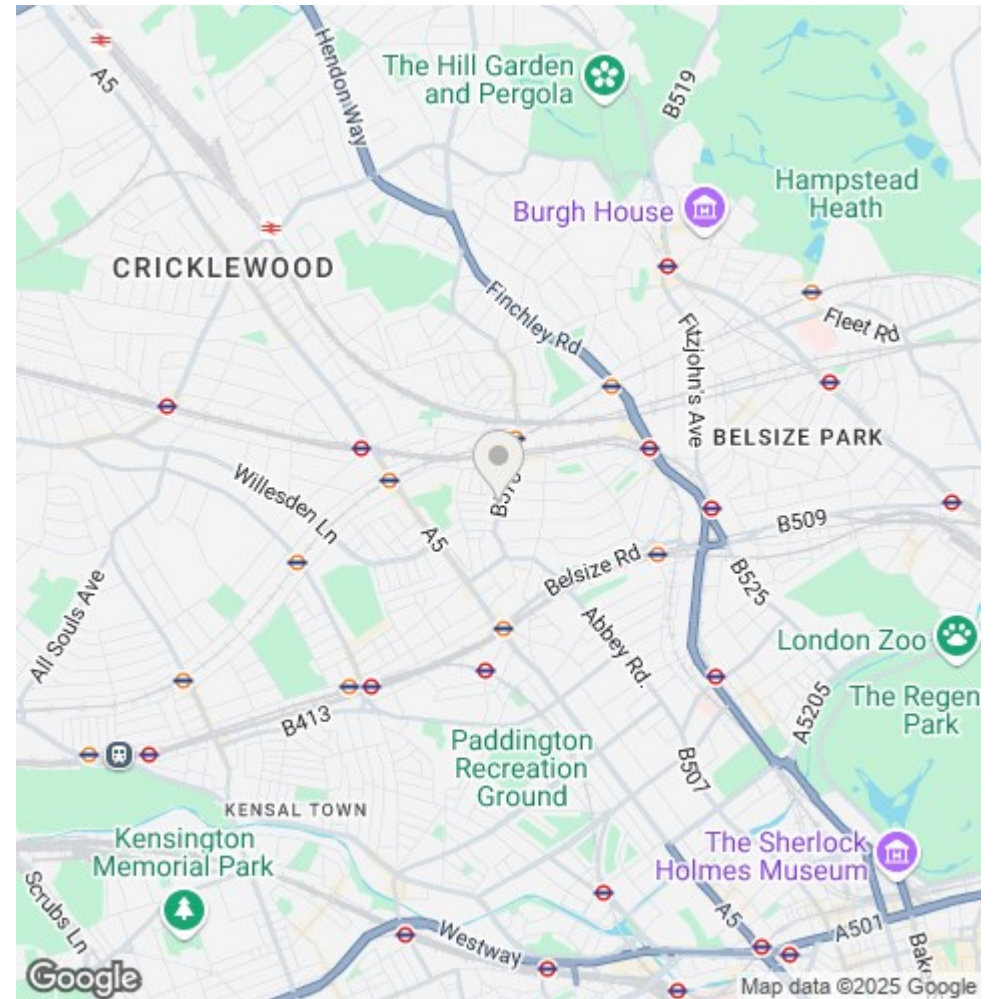 A5
Hendon Way
The Hill Garden
and Pergola
B519
Hampstead
Heath
Burgh House
CRICKLEWOOD
Finchley Rd
Fitzjohn's Ave
Fleet Rd
BELSIZE PARK
Willesden Ln
A5
B509
Belsize Rd
B525
All Souls Ave
Abbey Rd.
London Zoo
The Regen
Park
A5205
B413
Paddington
Recreation
Ground
B507
KENSAL TOWN
Kensington
Memorial Park
The Sherlock
Holmes Museum
Scrubs Ln
Westway
A5
A501
Bake
Google
Map data ©2025 Google